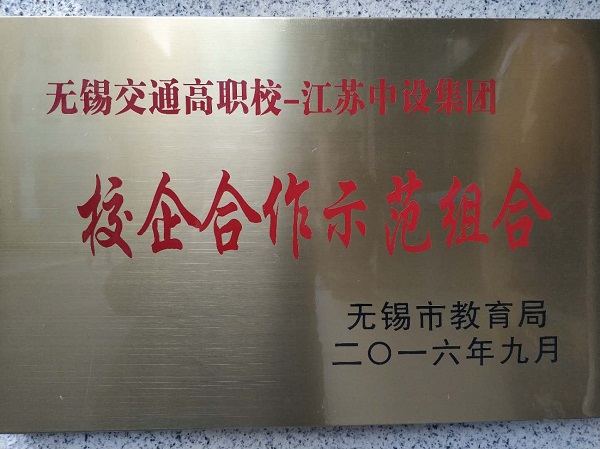 无锡交通高职校-江苏中设集团
校企合作示范组合
无锡市教育局
二〇一六年九月